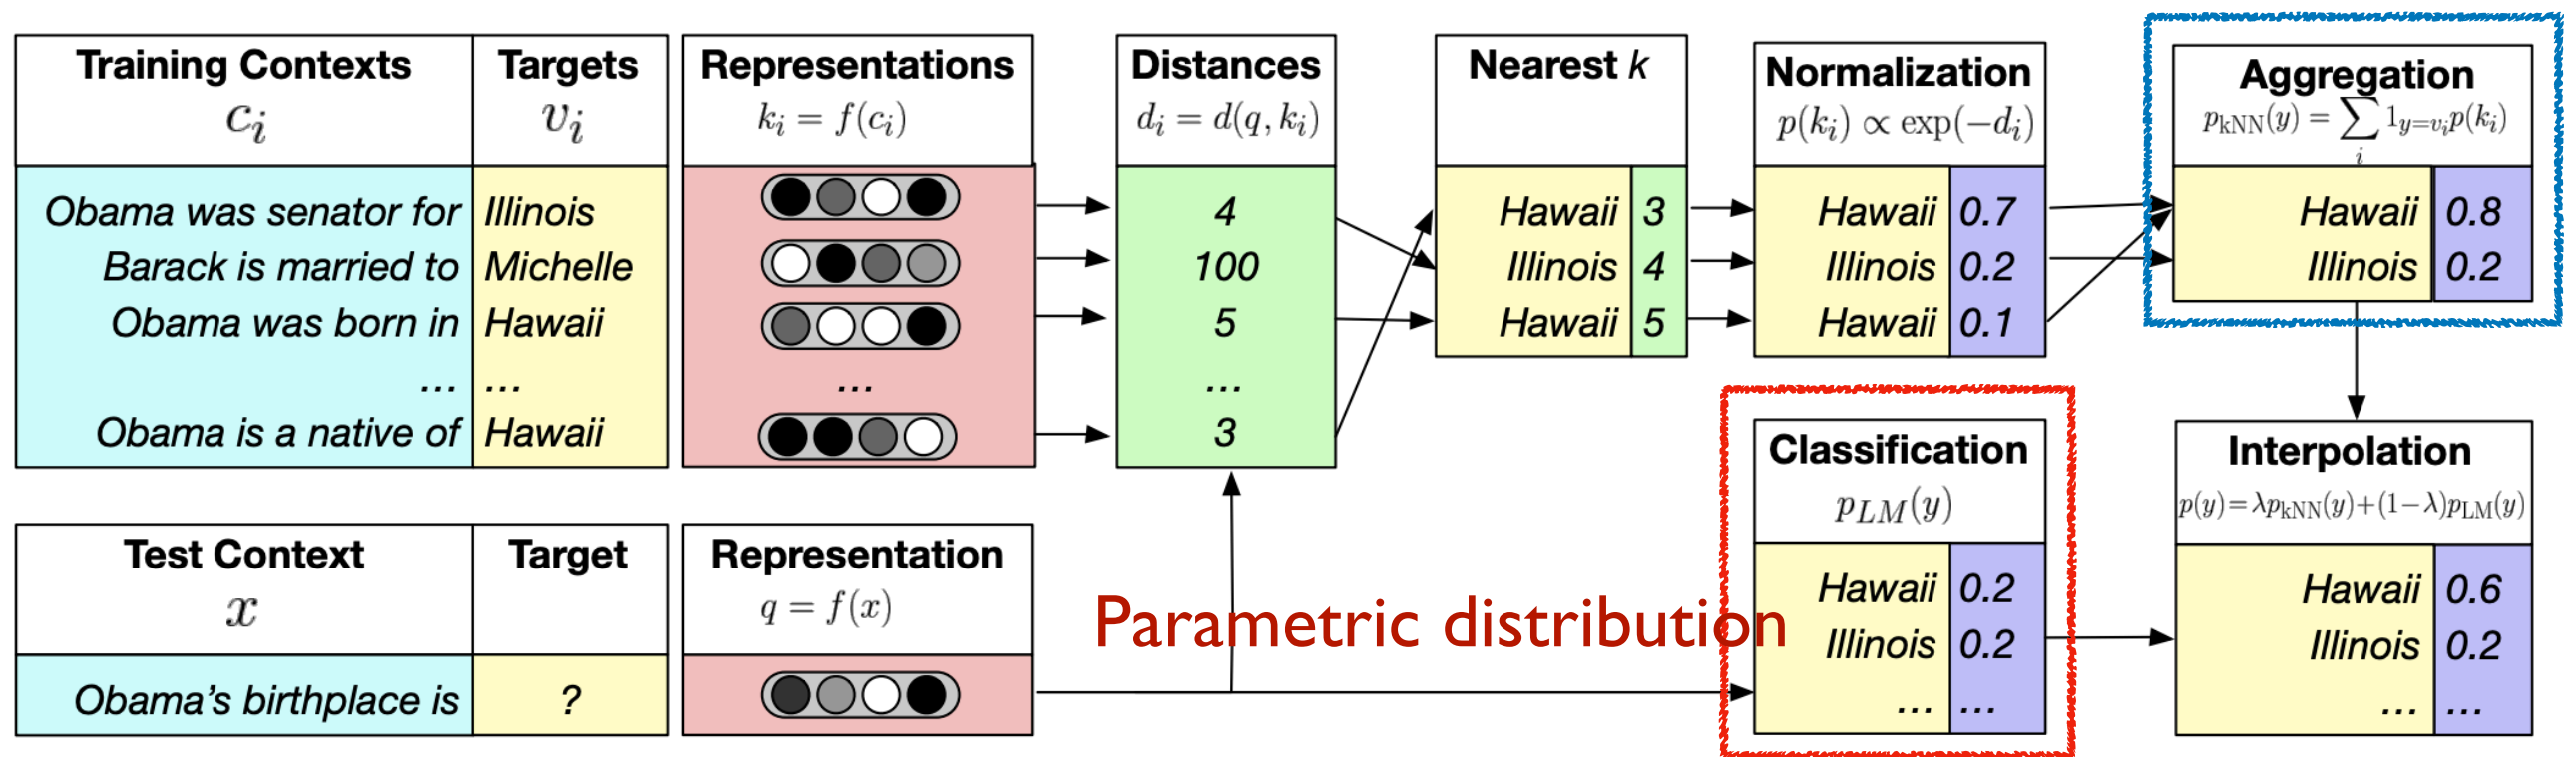 Training Contexts
c_i
Targets
v_i
Obama was senator for Illinois
Barack is married to Michelle
Obama was born in Hawaii
... ...
Obama is a native of Hawaii
Representations
k_i = f(c_i)
...
Distances
d_i = d(q, k_i)
4
100
5
...
3
Nearest k
Hawaii 3
Illinois 4
Hawaii 5
Normalization
p(k_i) ∝ exp(−d_i)
Hawaii 0.7
Illinois 0.2
Hawaii 0.1
Aggregation
p_kNN(y) = ∑_i 1_{y=v_i} p(k_i)
Hawaii 0.8
Illinois 0.2
Test Context
x
Target
Obama's birthplace is ?
Representation
q = f(x)
Parametric distribution
Classification
p_LM(y)
Hawaii 0.2
Illinois 0.2
... ...
Interpolation
p(y) = λp_kNN(y)+(1−λ)p_LM(y)
Hawaii 0.6
Illinois 0.2
... ...